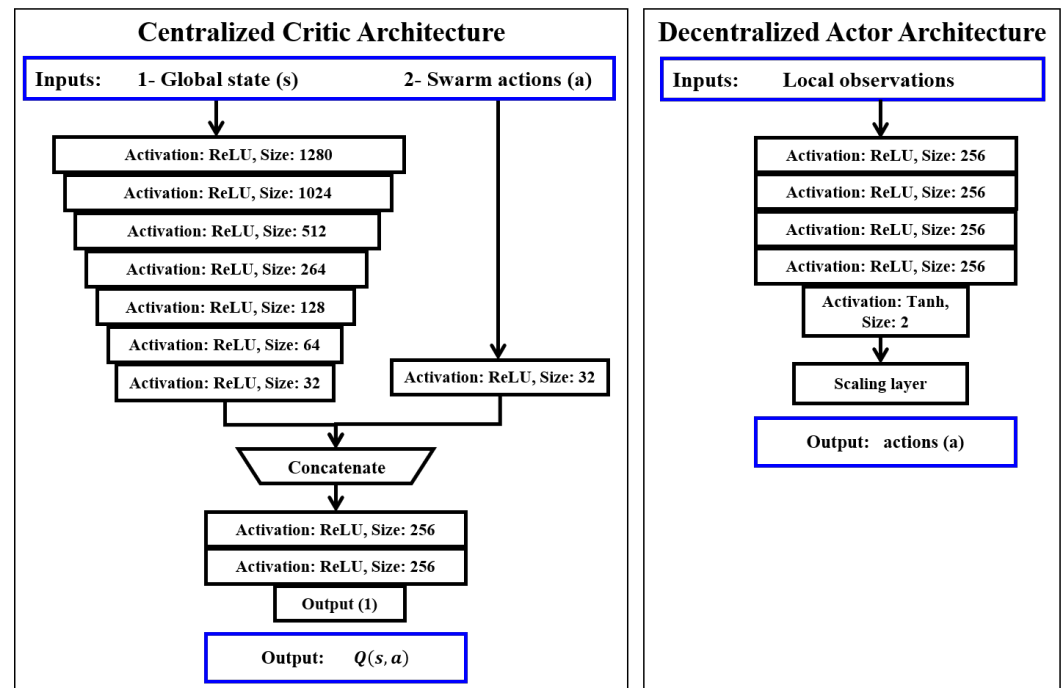 Centralized Critic Architecture
Inputs: 1- Global state (s) 2- Swarm actions (a)
Activation: ReLU, Size: 1280
Activation: ReLU, Size: 1024
Activation: ReLU, Size: 512
Activation: ReLU, Size: 264
Activation: ReLU, Size: 128
Activation: ReLU, Size: 64
Activation: ReLU, Size: 32
Activation: ReLU, Size: 32
Concatenate
Activation: ReLU, Size: 256
Activation: ReLU, Size: 256
Output (1)
Output: Q(s,a)
Decentralized Actor Architecture
Inputs: Local observations
Activation: ReLU, Size: 256
Activation: ReLU, Size: 256
Activation: ReLU, Size: 256
Activation: ReLU, Size: 256
Activation: Tanh,
Size: 2
Scaling layer
Output: actions (a)